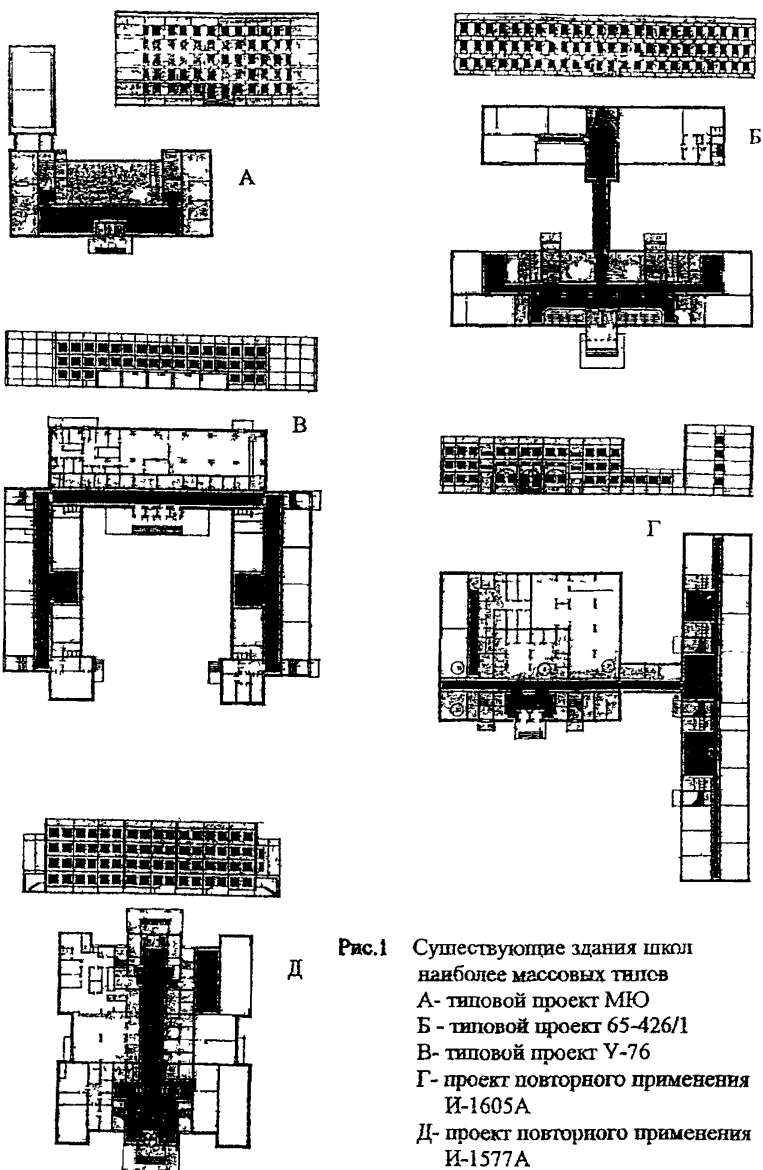 А
Б
В
Г
Д
Рис.1 Существующие здания школ
наиболее массовых типов
А- типовой проект МЮ
Б - типовой проект 65-426/1
В- типовой проект У-76
Г- проект повторного применения
И-1605А
Д- проект повторного применения
И-1577А